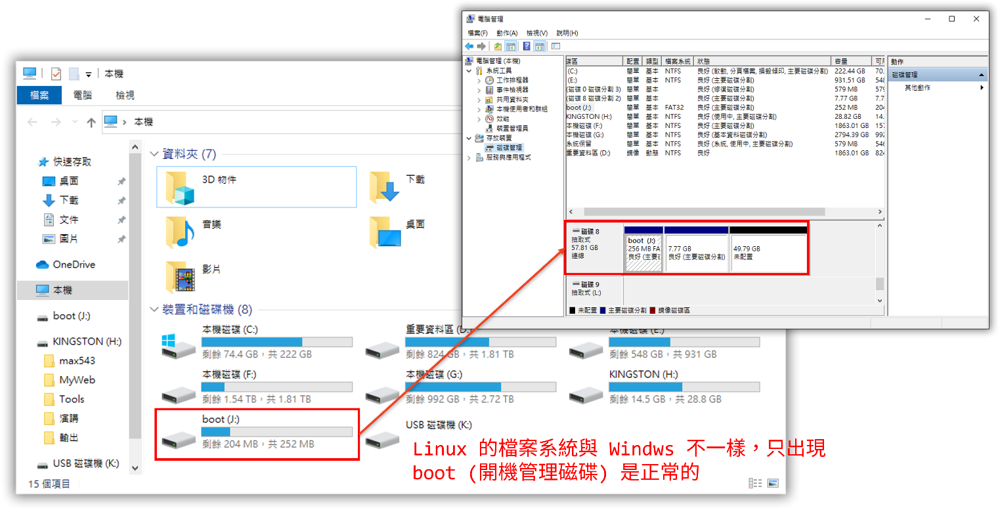 本機
檔案 電腦 檢視
本機
快速存取
桌面
下載
文件
圖片
OneDrive
本機
boot (J:)
KINGSTON (H:)
max543
MyWeb
Tools
演講
輸出
USB 磁碟機 (K:)
15 個項目
資料夾 (7)
3D 物件
下載
音樂
桌面
影片
裝置和磁碟機 (8)
本機磁碟 (C:)
剩餘 74.4 GB,共 222 GB
重要資料區 (D:)
剩餘 824 GB,共 1.81 TB
本機磁碟 (E:)
剩餘 548 GB,共 931 GB
本機磁碟 (F:)
剩餘 1.54 TB,共 1.81 TB
本機磁碟 (G:)
剩餘 992 GB,共 2.72 TB
KINGSTON (H:)
剩餘 14.5 GB,共 28.8 GB
boot (J:)
剩餘 204 MB,共 252 MB
USB 磁碟機 (K:)
Linux 的檔案系統與 Windws 不一樣,只出現
boot (開機管理磁碟) 是正常的
電腦管理
檔案(F) 動作(A) 檢視(V) 說明(H)
電腦管理 (本機)
系統工具
工作排程器
事件檢視器
共用資料夾
本機使用者和群組
效能
裝置管理員
存放裝置
磁碟管理
服務與應用程式
區 配置 類型 檔案系統 狀態 容量 可
(C:) 簡單 基本 NTFS 良好 (啟動, 分頁檔案, 損毀傾印, 主要磁碟分割) 222.44 GB 70.
(E:) 簡單 基本 NTFS 良好 (主要磁碟分割) 931.51 GB 548
(磁碟 0 磁碟分割 3) 簡單 基本 良好 (修復磁碟分割) 579 MB 579
(磁碟 8 磁碟分割 2) 簡單 基本 良好 (主要磁碟分割) 7.77 GB 7.7
boot (J:) 簡單 基本 FAT32 良好 (主要磁碟分割) 252 MB 204
KINGSTON (H:) 簡單 基本 NTFS 良好 (使用中, 主要磁碟分割) 28.82 GB 14.
本機磁碟 (F:) 簡單 基本 NTFS 良好 (主要磁碟分割) 1863.01 GB 157
本機磁碟 (G:) 簡單 基本 NTFS 良好 (基本資料磁碟分割) 2794.39 GB 992
系統保留 簡單 基本 NTFS 良好 (系統, 使用中, 主要磁碟分割) 579 MB 546
重要資料區 (D:) 鏡像 動態 NTFS 良好 1863.01 GB 824
磁碟 8
抽取式
57.81 GB
連線
boot (J:)
256 MB FA
良好 (主要
7.77 GB
良好 (主要磁碟分割)
49.79 GB
未配置
磁碟 9
抽取式 (L:)
未配置 主要磁碟分割 鏡像磁碟區
動作
磁碟管理
其他動作